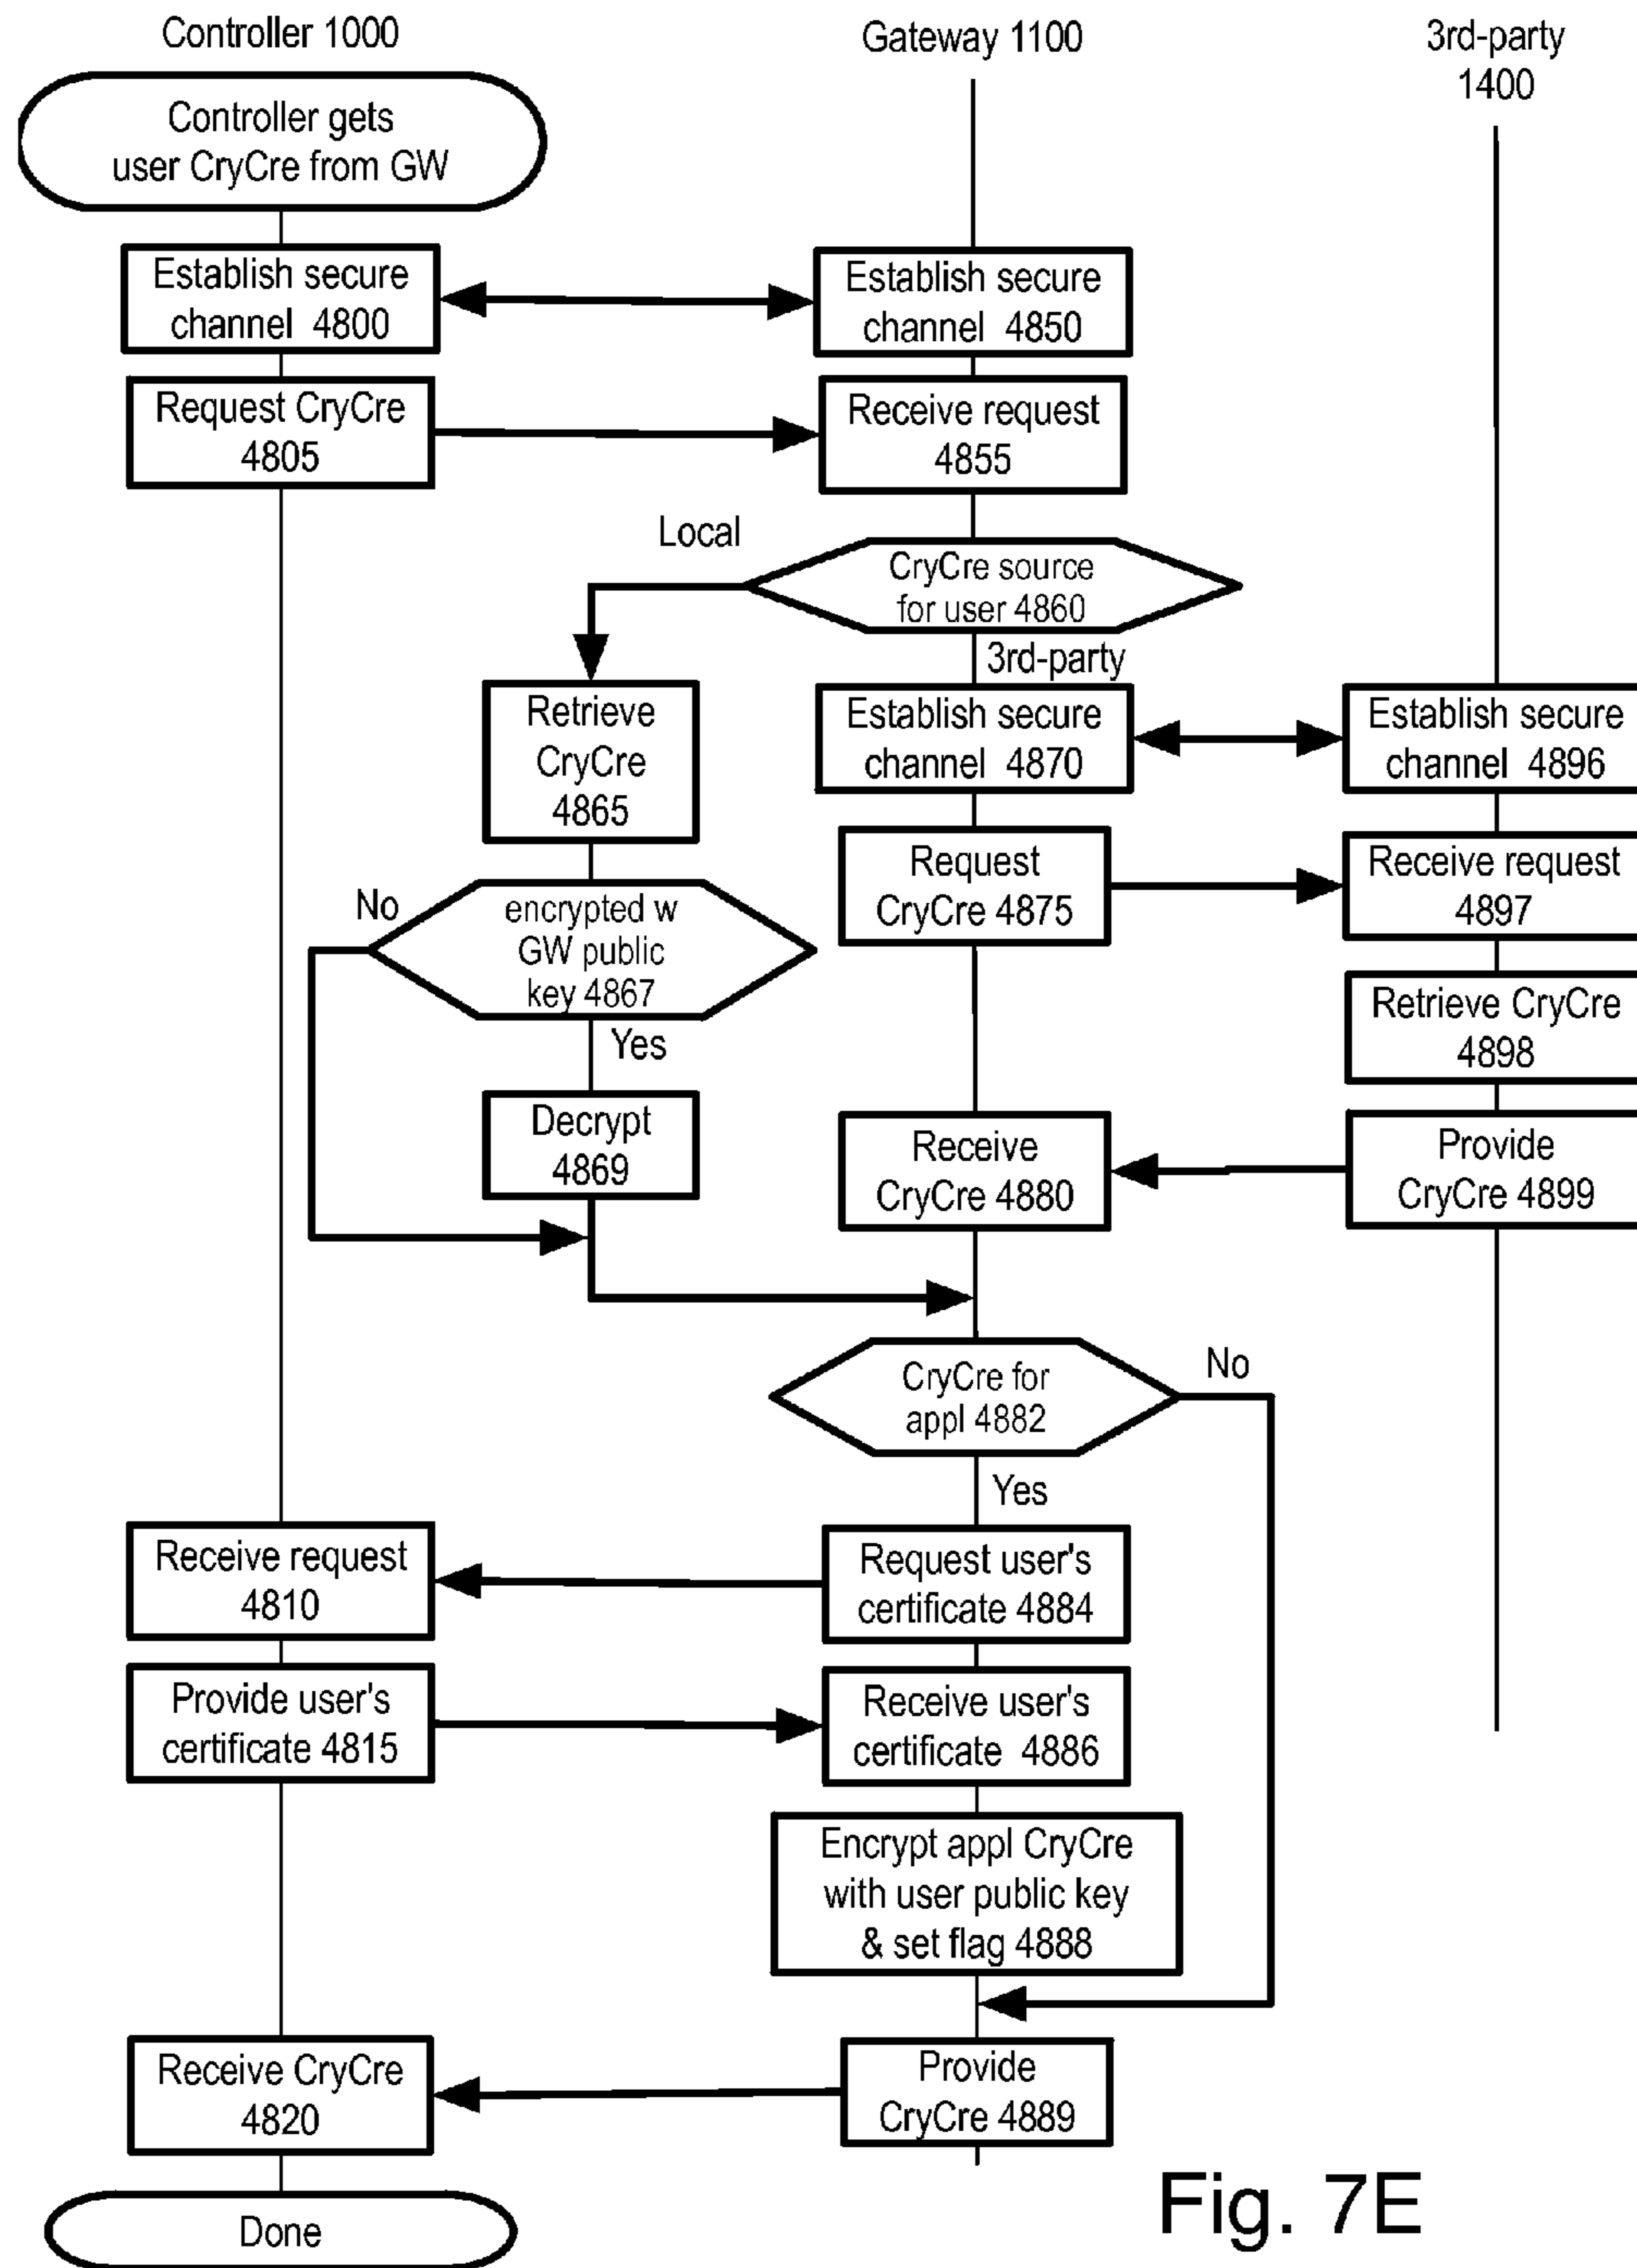 Controller 1000
Gateway 1100
3rd-party
1400
Controller gets
user CryCre from GW
Establish secure
channel 4800
Establish secure
channel 4850
Request CryCre
4805
Receive request
4855
Local
CryCre source
for user 4860
3rd-party
Retrieve
CryCre
4865
Establish secure
channel 4870
Establish secure
channel 4896
Request
CryCre 4875
Receive request
4897
No
encrypted w
GW public
key 4867
Yes
Retrieve CryCre
4898
Decrypt
4869
Receive
CryCre 4880
Provide
CryCre 4899
CryCre for
appl 4882
No
Yes
Receive request
4810
Request user's
certificate 4884
Provide user's
certificate 4815
Receive user's
certificate 4886
Encrypt appl CryCre
with user public key
& set flag 4888
Receive CryCre
4820
Provide
CryCre 4889
Done
Fig. 7E